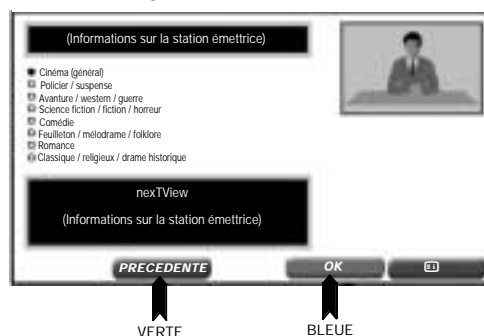 (Informations sur la station émettrice)
Cinéma (général)
Policier / suspense
Avanture / western / guerre
Science fiction / fiction / horreur
Comédie
Feuilleton / mélodrame / folklore
Romance
Classique / religieux / drame historique
nexTView
(Informations sur la station émettrice)
PRECEDENTE OK
VERTE BLEUE